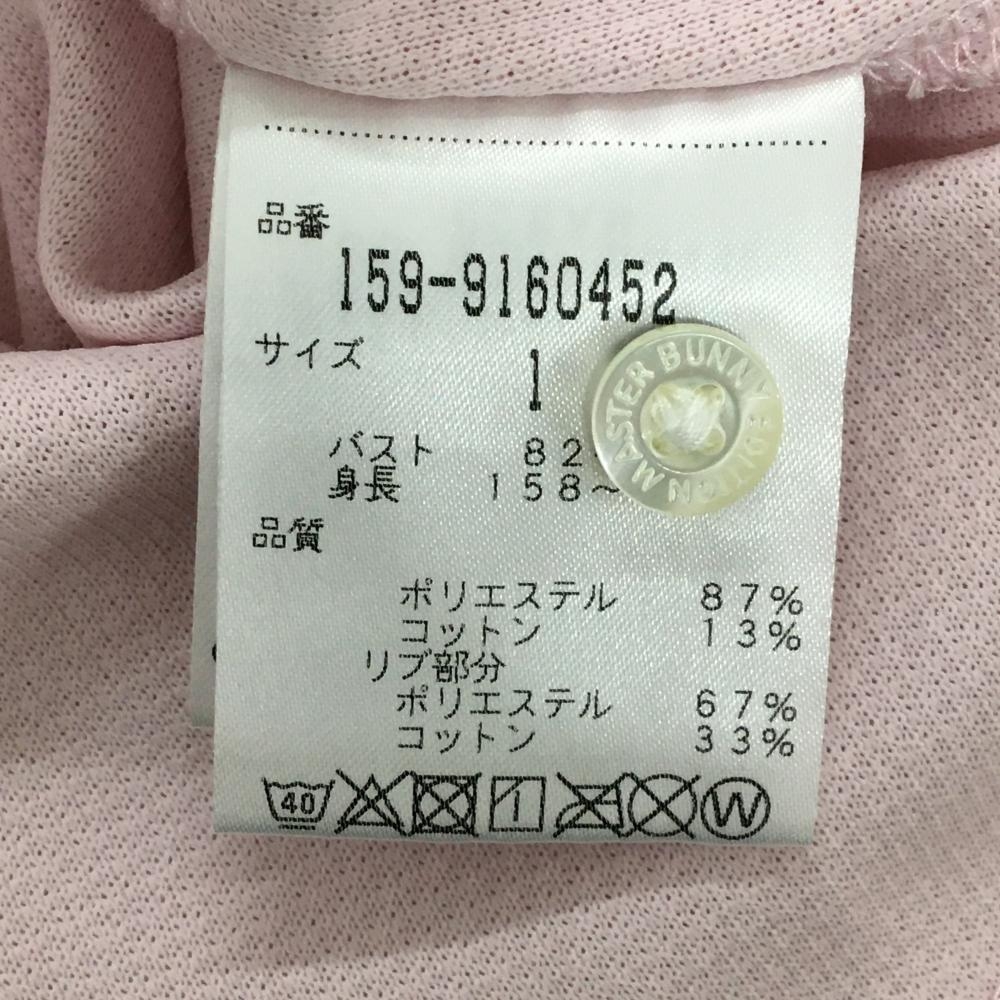 品番
159-9160452
サイズ 1
バスト 82
身長 158~
品質
ポリエステル 87%
コットン 13%
リブ部分
ポリエステル 67%
コットン 33%
40 W
MASTER BUNNY EDITION